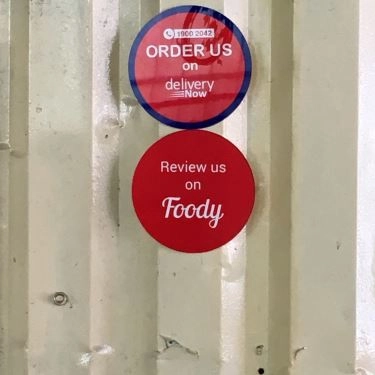 1900 2042
ORDER US
on
delivery
Now
Review us
on
Foody